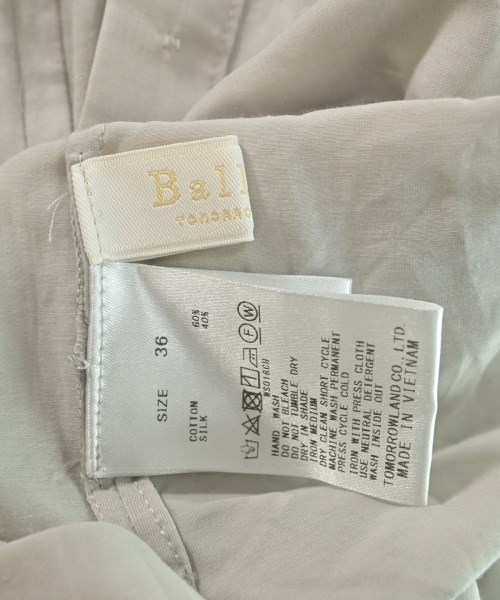 Ball
SIZE 36
COTTON 60%
SILK 40%
W5018CU
HAND WASH
DO NOT BLEACH
DO NOT TUMBLE DRY
DRY IN SHADE
IRON MEDIUM
DRY CLEAN SHORT CYCLE
MACHINE WASH PERMANENT
PRESS CYCLE COLD
IRON WITH PRESS CLOTH
USE NEUTRAL DETERGENT
WASH INSIDE OUT
TOMORROWLAND CO., LTD.
MADE IN VIETNAM